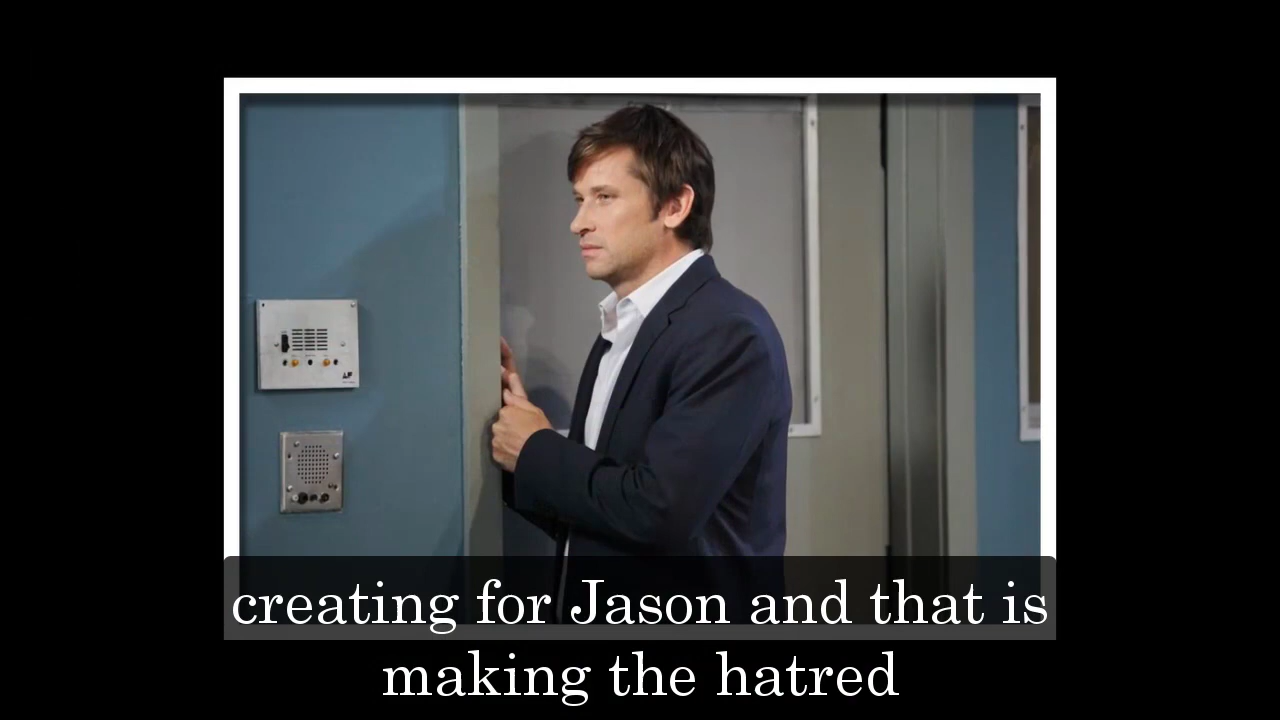 creating for Jason and that is
making the hatred